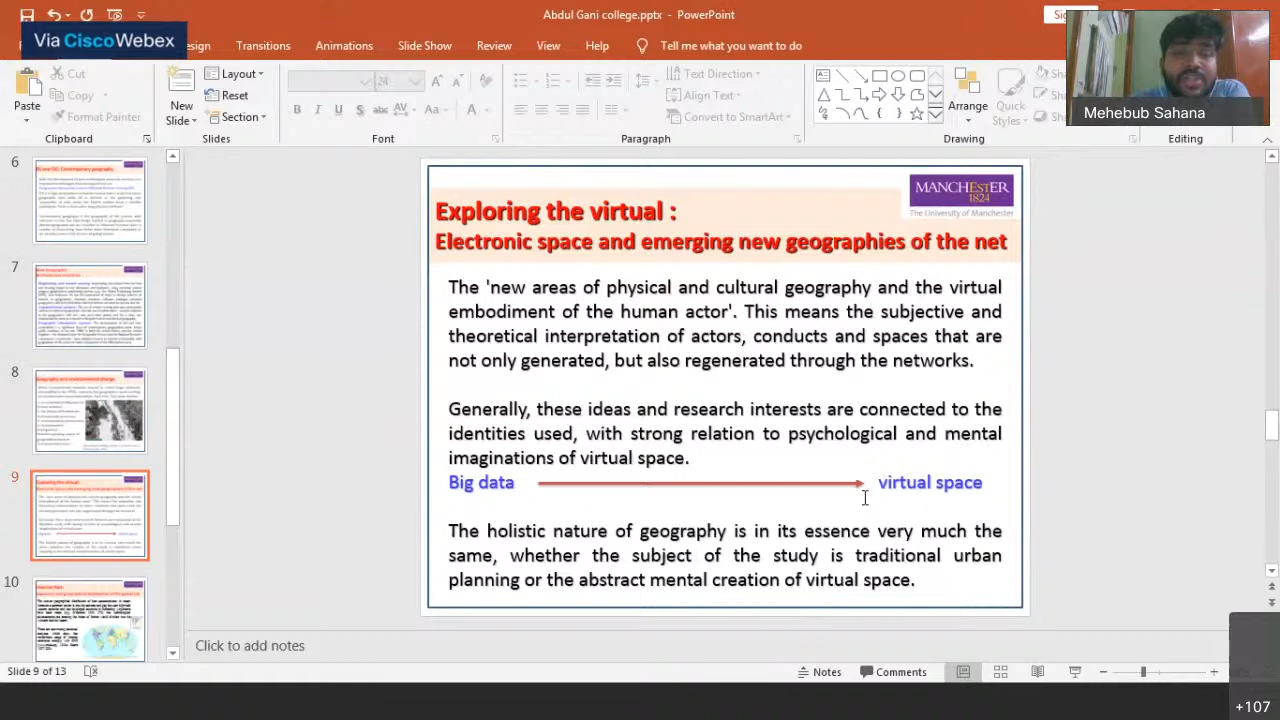 Abdul Gani college.pptx - PowerPoint
Via CiscoWebex
Transitions
Animations
Slide Show
Review
View
Help
Tell me what you want to do
Paste
Cut
Copy
Format Painter
Clipboard
New
Slide
Layout
Reset
Section
Slides
24
Font
Text Direction
Align Text
Convert to SmartArt
Paragraph
Arrange
Quick
Styles
Drawing
Editing
Mehebub Sahana
6
7
8
9
10
MANCHESTER
1824
The University of Manchester
Exploring the virtual :
Electronic space and emerging new geographies of the net
The new areas of physical and cultural geography and the virtual
embodiment of the human actor'. This means the subjective and
theoretical interpretation of actors, identities and spaces that are
not only generated, but also regenerated through the networks.
Generally, these ideas and research interests are connected to the
identities used, with strong relation to psychological and mental
imaginations of virtual space.
Big data
virtual space
The holistic nature of geography is as a science very much the
same, whether the subject of the study is traditional urban
planning or the abstract mental creation of virtual space.
Click to add notes
Slide 9 of 13
Notes
Comments
+107